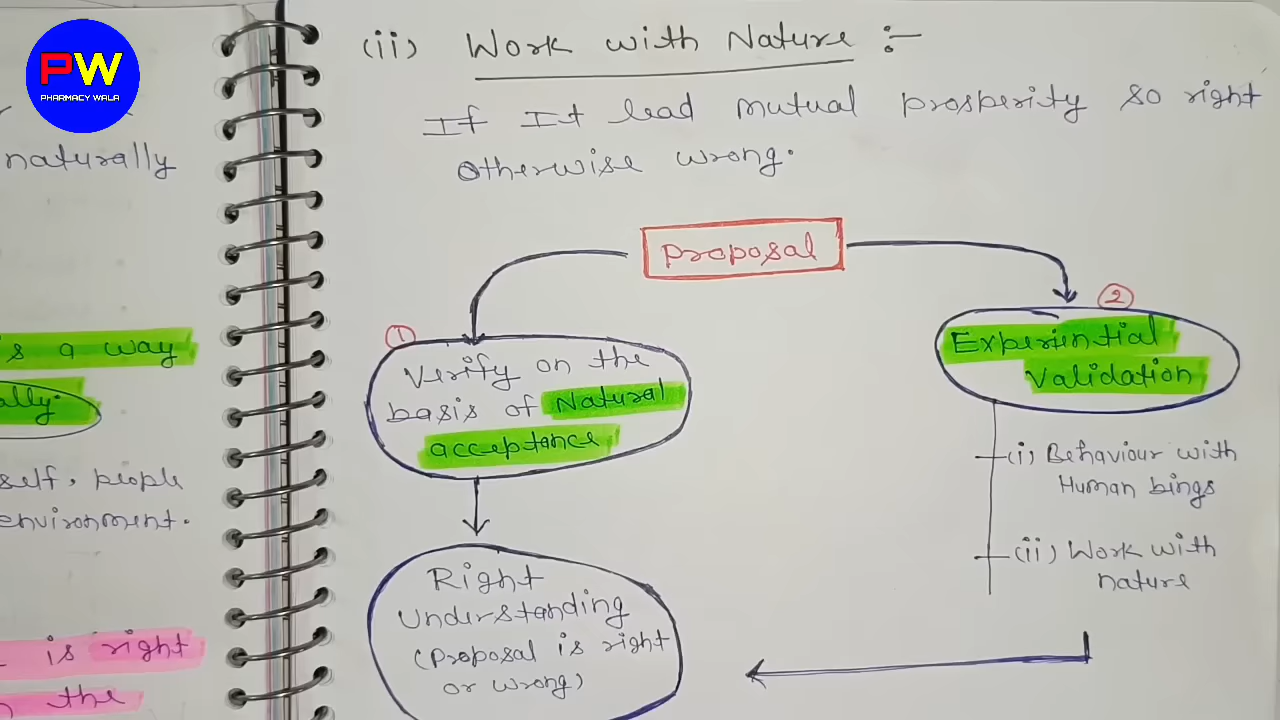 PW
PHARMACY WALA
naturally
is a way
ally.
self, people
environment.
is right
the
(ii) Work with Nature :-
If It lead mutual prosperity so right
otherwise wrong.
Proposal
1
Verify on the
basis of Natural
acceptance
Right
Understanding
(Proposal is right
or wrong)
2
Experiential
Validation
(i) Behaviour with
Human bings
(ii) Work with
nature